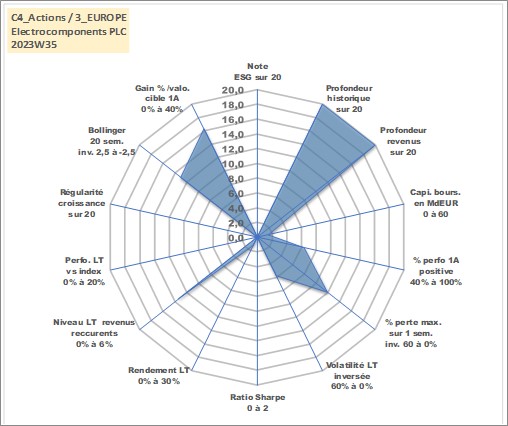 C4_Actions / 3_EUROPE
Electrocomponents PLC
2023W35
Note
ESG sur 20
Profondeur
historique
sur 20
Profondeur
revenus
sur 20
Capi. bours.
en MdEUR
0 à 60
% perfo 1A
positive
40% à 100%
% perte max.
sur 1 sem.
inv. 60 à 0%
Volatilité LT
inversée
60% à 0%
Ratio Sharpe
0 à 2
Rendement LT
0% à 30%
Niveau LT revenus
reccurents
0% à 6%
Perfo. LT
vs index
0% à 20%
Régularité
croissance
sur 20
Bollinger
20 sem.
inv. 2,5 à -2,5
Gain % /valo.
cible 1A
0% à 40%
20,0
18,0
16,0
14,0
12,0
10,0
8,0
6,0
4,0
2,0
0,0